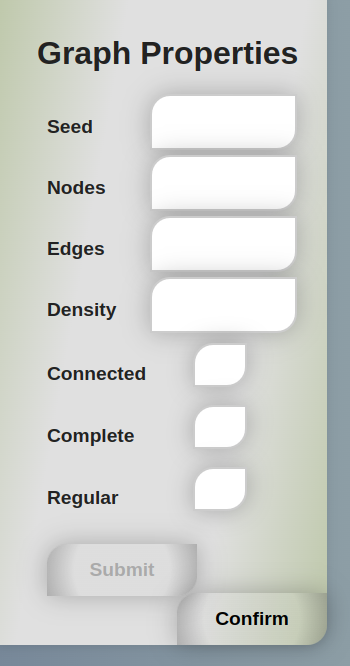 Graph Properties
Seed
Nodes
Edges
Density
Connected
Complete
Regular
Submit
Confirm